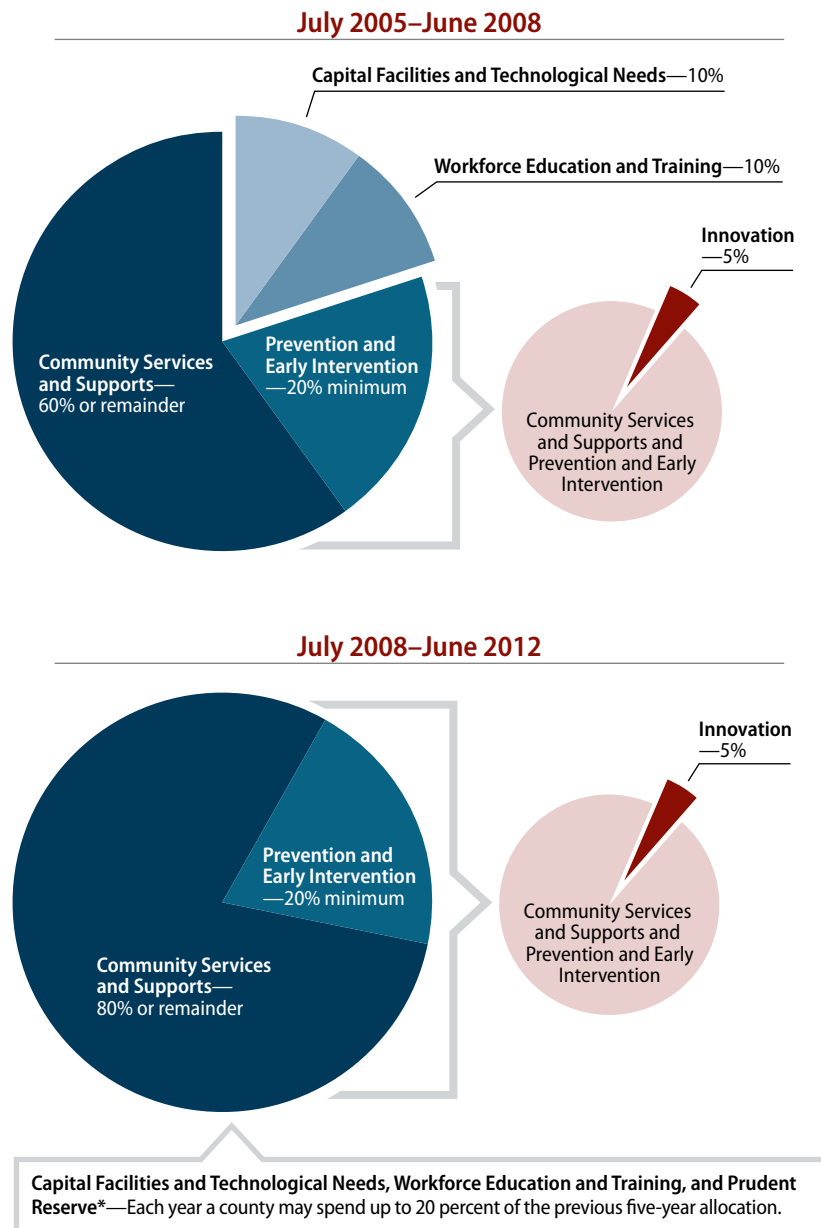 July 2005–June 2008
Capital Facilities and Technological Needs—10%
Workforce Education and Training—10%
Innovation
—5%
Prevention and
Early Intervention
—20% minimum
Community Services
and Supports—
60% or remainder
Community Services
and Supports and
Prevention and Early
Intervention
July 2008–June 2012
Innovation
—5%
Prevention and
Early Intervention
—20% minimum
Community Services
and Supports and
Prevention and Early
Intervention
Community Services
and Supports—
80% or remainder
Capital Facilities and Technological Needs, Workforce Education and Training, and Prudent
Reserve*—Each year a county may spend up to 20 percent of the previous five-year allocation.